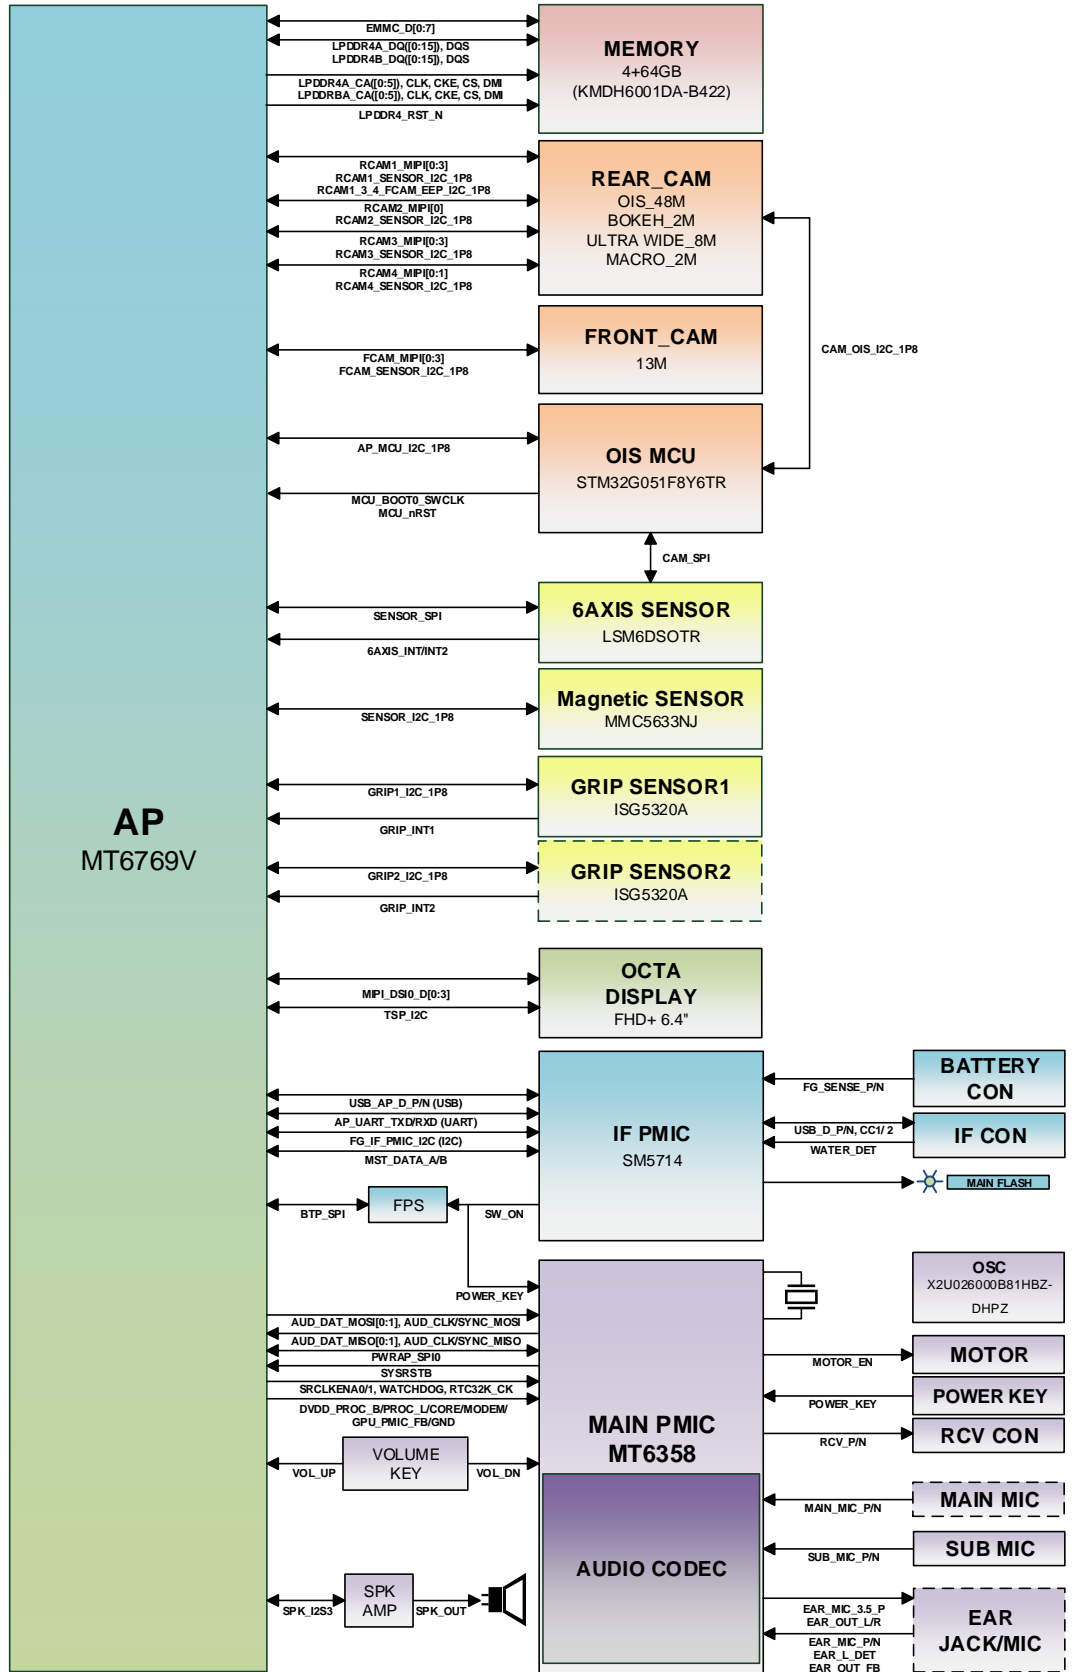 EMMC_D[0:7]
LPDDR4A_DQ([0:15]), DQS
LPDDR4B_DQ([0:15]), DQS
LPDDR4A_CA([0:5]), CLK, CKE, CS, DMI
LPDDRBA_CA([0:5]), CLK, CKE, CS, DMI
LPDDR4_RST_N
MEMORY
4+64GB
(KMDH6001DA-B422)
RCAM1_MIPI[0:3]
RCAM1_SENSOR_I2C_1P8
RCAM1_3_4_FCAM_EEP_I2C_1P8
RCAM2_MIPI[0]
RCAM2_SENSOR_I2C_1P8
RCAM3_MIPI[0:3]
RCAM3_SENSOR_I2C_1P8
RCAM4_MIPI[0:1]
RCAM4_SENSOR_I2C_1P8
REAR_CAM
OIS_48M
BOKEH_2M
ULTRA WIDE_8M
MACRO_2M
FCAM_MIPI[0:3]
FCAM_SENSOR_I2C_1P8
FRONT_CAM
13M
CAM_OIS_I2C_1P8
AP_MCU_I2C_1P8
MCU_BOOT0_SWCLK
MCU_nRST
OIS MCU
STM32G051F8Y6TR
CAM_SPI
SENSOR_SPI
6AXIS_INT/INT2
6AXIS SENSOR
LSM6DSOTR
SENSOR_I2C_1P8
Magnetic SENSOR
MMC5633NJ
GRIP1_I2C_1P8
GRIP_INT1
GRIP SENSOR1
ISG5320A
AP
MT6769V
GRIP2_I2C_1P8
GRIP_INT2
GRIP SENSOR2
ISG5320A
MIPI_DSI0_D[0:3]
TSP_I2C
OCTA
DISPLAY
FHD+ 6.4"
USB_AP_D_P/N (USB)
AP_UART_TXD/RXD (UART)
FG_IF_PMIC_I2C (I2C)
MST_DATA_A/B
IF PMIC
SM5714
FG_SENSE_P/N
BATTERY
CON
USB_D_P/N, CC1/ 2
WATER_DET
IF CON
MAIN FLASH
BTP_SPI
FPS
SW_ON
POWER_KEY
OSC
X2U026000B81HBZ-
DHPZ
AUD_DAT_MOSI[0:1], AUD_CLK/SYNC_MOSI
AUD_DAT_MISO[0:1], AUD_CLK/SYNC_MISO
PWRAP_SPI0
SYSRSTB
SRCLKENA0/1, WATCHDOG, RTC32K_CK
DVDD_PROC_B/PROC_L/CORE/MODEM/
GPU_PMIC_FB/GND
MAIN PMIC
MT6358
MOTOR_EN
MOTOR
POWER_KEY
POWER KEY
RCV_P/N
RCV CON
VOL_UP
VOLUME
KEY
VOL_DN
MAIN_MIC_P/N
MAIN MIC
SUB_MIC_P/N
SUB MIC
AUDIO CODEC
SPK_I2S3
SPK
AMP
SPK_OUT
EAR_MIC_3.5_P
EAR_OUT_L/R
EAR_MIC_P/N
EAR_L_DET
EAR_OUT_FB
EAR
JACK/MIC